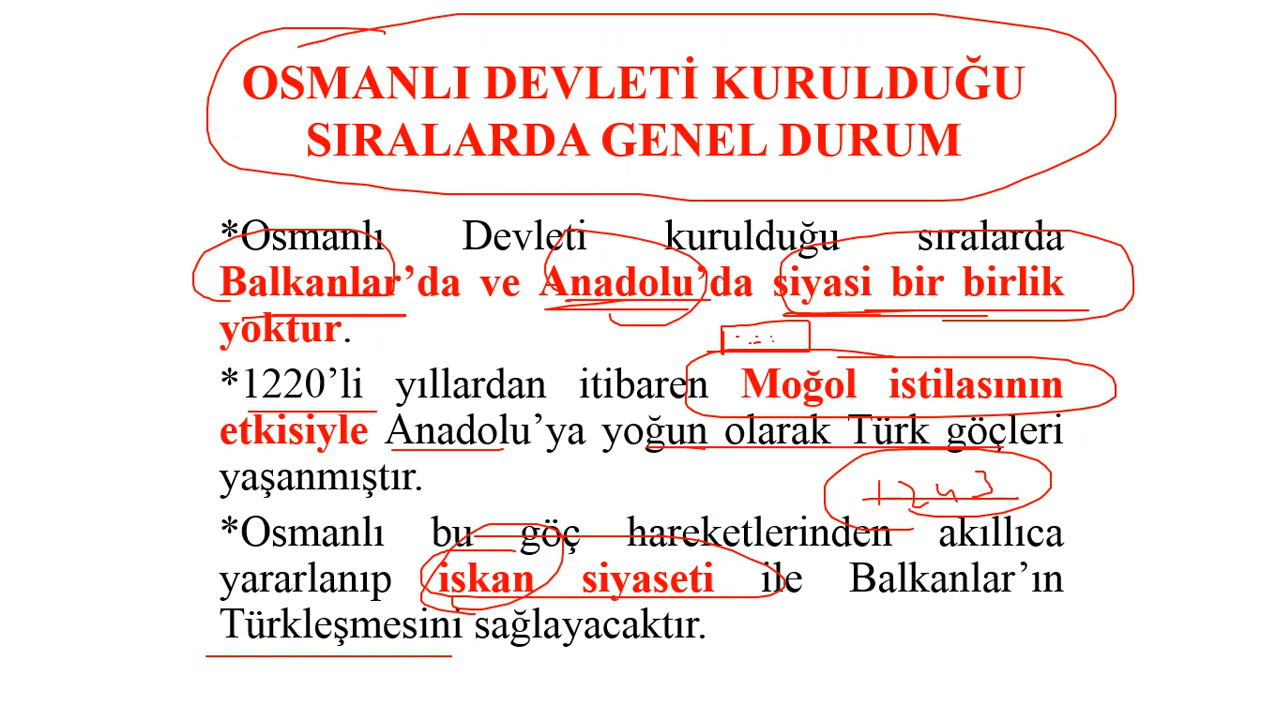 OSMANLI DEVLETİ KURULDUĞU
SIRALARDA GENEL DURUM
*Osmanlı Devleti kurulduğu sıralarda
Balkanlar’da ve Anadolu’da siyasi bir birlik
yoktur.
*1220’li yıllardan itibaren Moğol istilasının
etkisiyle Anadolu’ya yoğun olarak Türk göçleri
yaşanmıştır.
1243
*Osmanlı bu göç hareketlerinden akıllıca
yararlanıp iskan siyaseti ile Balkanlar’ın
Türkleşmesini sağlayacaktır.